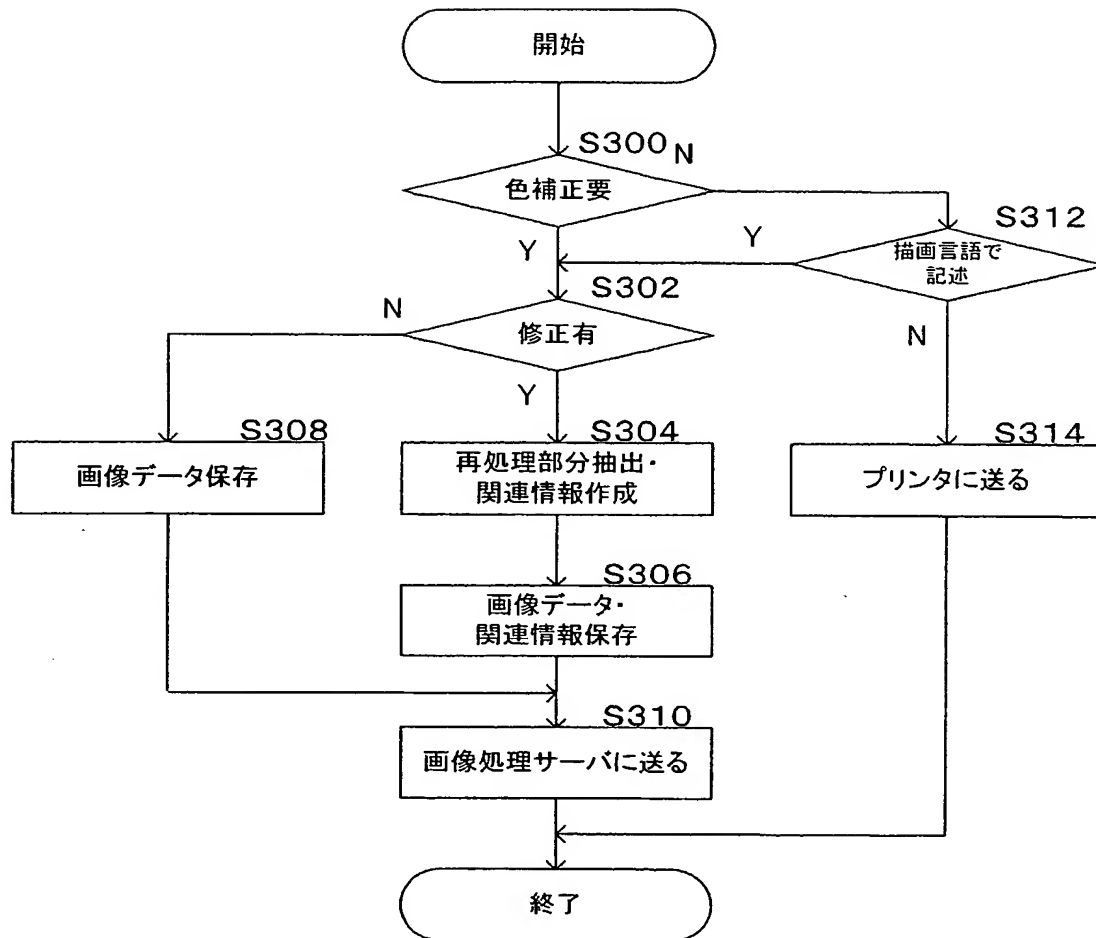 開始
S300
N
色補正要
S312
Y
Y
描画言語で
記述
S302
N
修正有
N
Y
S308
S304
S314
画像データ保存
再処理部分抽出・
関連情報作成
プリンタに送る
S306
画像データ・
関連情報保存
S310
画像処理サーバに送る
終了